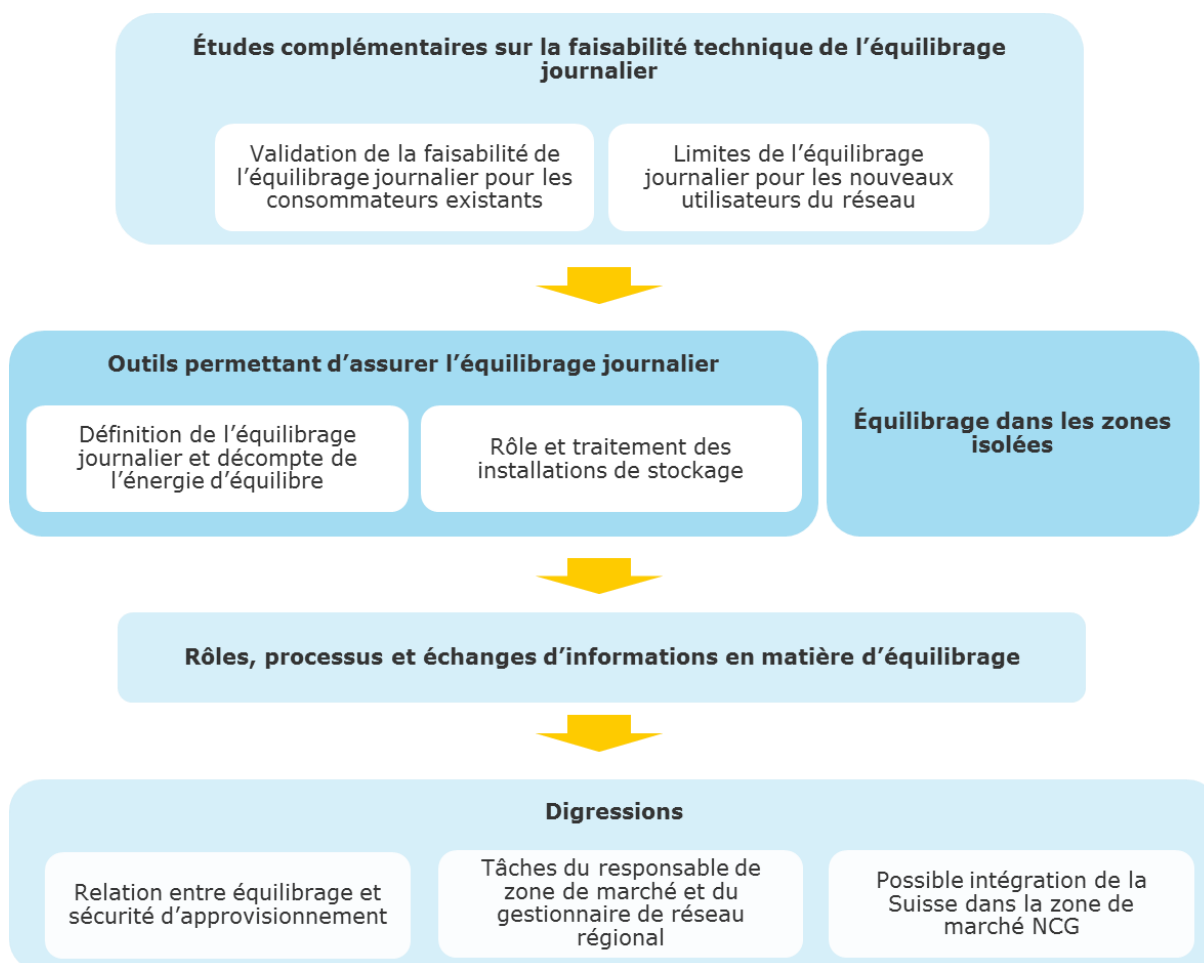 Études complémentaires sur la faisabilité technique de l’équilibrage
journalier
Validation de la faisabilité de
l’équilibrage journalier pour les
consommateurs existants
Limites de l’équilibrage
journalier pour les nouveaux
utilisateurs du réseau
Outils permettant d’assurer l’équilibrage journalier
Définition de l’équilibrage
journalier et décompte de
l’énergie d’équilibre
Rôle et traitement des
installations de stockage
Équilibrage dans les zones
isolées
Rôles, processus et échanges d’informations en matière d’équilibrage
Digressions
Relation entre équilibrage et
sécurité d’approvisionnement
Tâches du responsable de
zone de marché et du
gestionnaire de réseau
régional
Possible intégration de la
Suisse dans la zone de
marché NCG